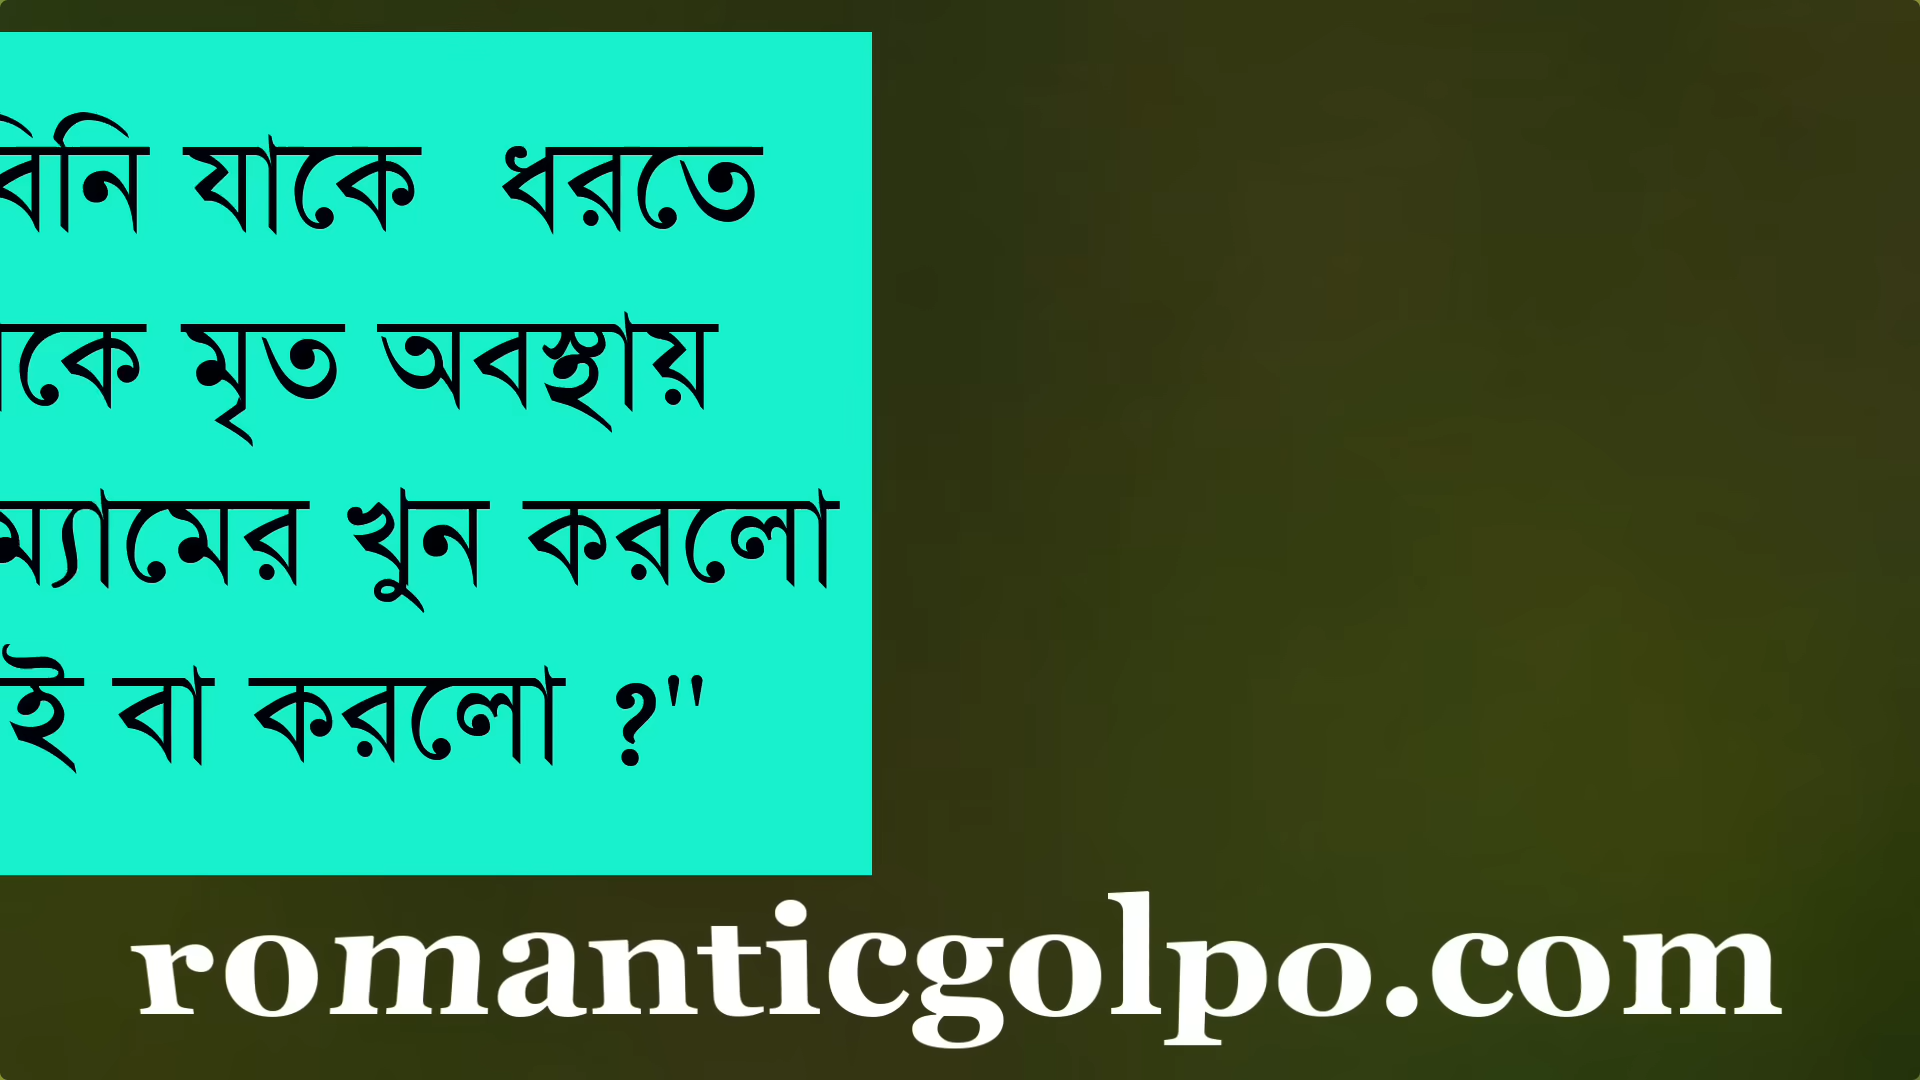 যাকে ধরতে
মৃত অবস্থায়
খুন করলো
বা করলো ?"
romanticgolpo.com